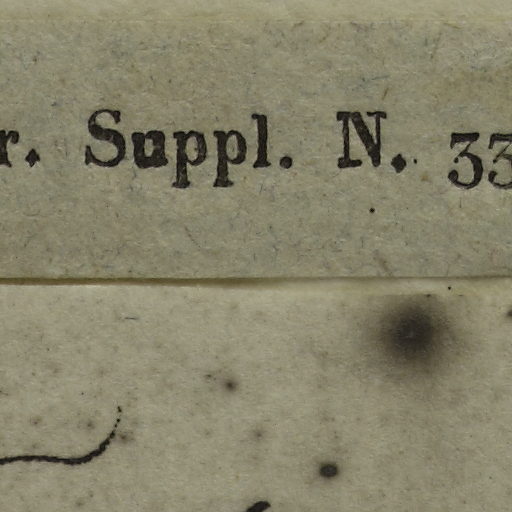 r. Suppl. N. 33